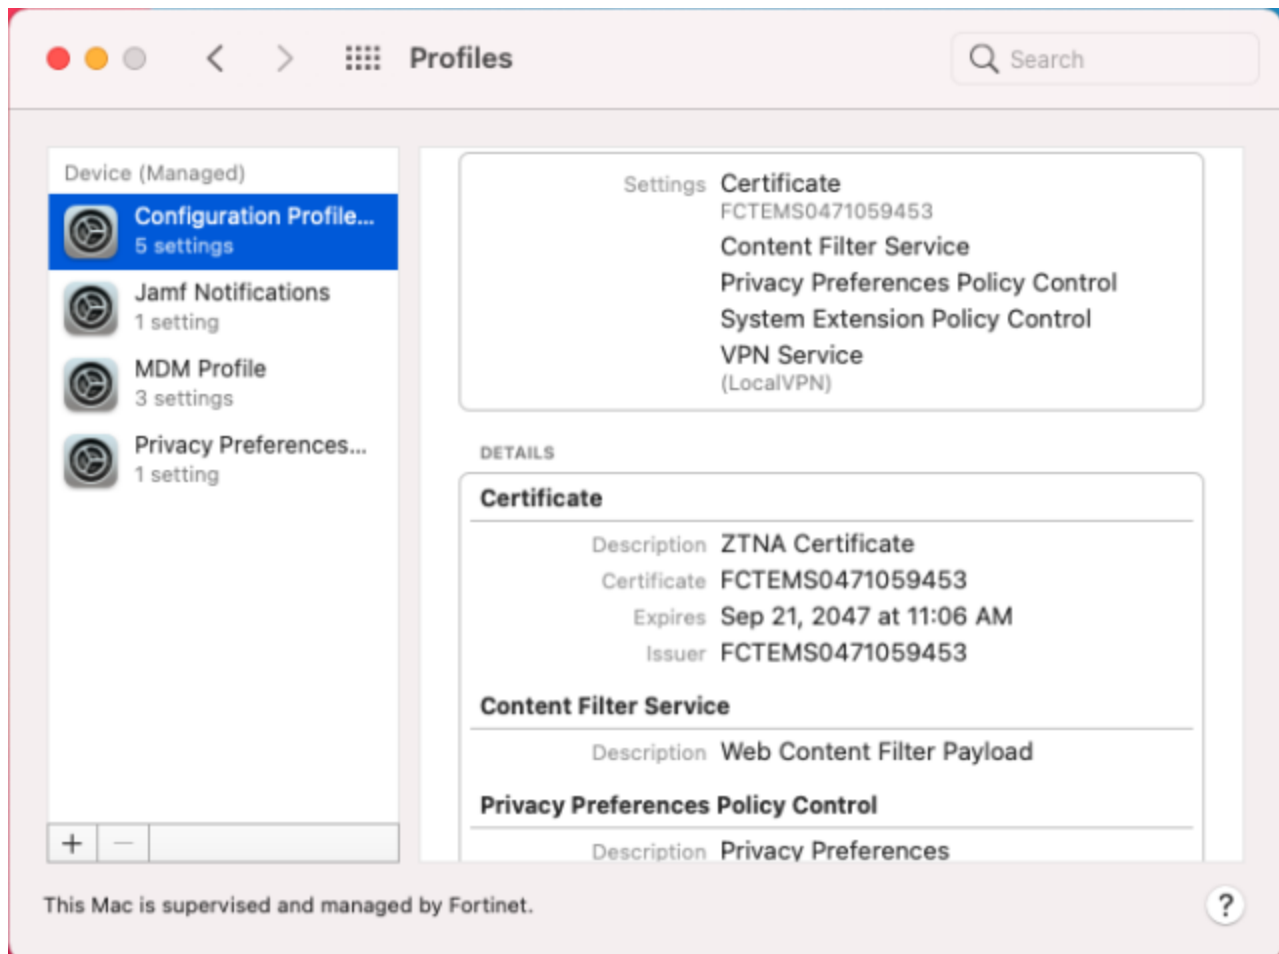 Profiles
Search
Device (Managed)
Configuration Profile...
5 settings
Jamf Notifications
1 setting
MDM Profile
3 settings
Privacy Preferences...
1 setting
Settings Certificate
FCTEMS0471059453
Content Filter Service
Privacy Preferences Policy Control
System Extension Policy Control
VPN Service
(LocalVPN)
DETAILS
Certificate
Description ZTNA Certificate
Certificate FCTEMS0471059453
Expires Sep 21, 2047 at 11:06 AM
Issuer FCTEMS0471059453
Content Filter Service
Description Web Content Filter Payload
Privacy Preferences Policy Control
Description Privacy Preferences
+ −
This Mac is supervised and managed by Fortinet.
?